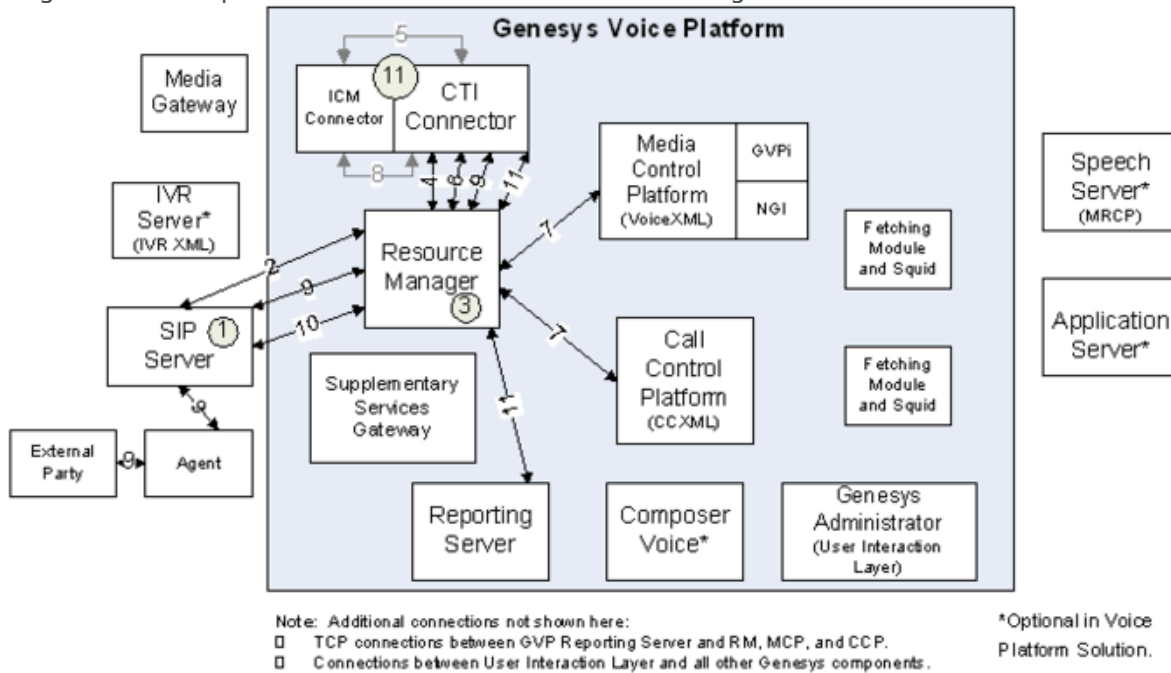 Genesys Voice Platform
5
11
Media
Gateway
ICM
Connector
CTI
Connector
8
4
6
9
11
Media
Control
Platform
(VoiceXML)
GVPi
NGI
Speech
Server*
(MRCP)
IVR
Server*
(IVR XML)
Fetching
Module
and Squid
7
Resource
Manager
3
2
9
10
SIP
Server
1
7
Application
Server*
Call
Control
Platform
(CCXML)
Fetching
Module
and Squid
Supplementary
Services
Gateway
11
9
External
Party
9
Agent
Reporting
Server
Composer
Voice*
Genesys
Administrator
(User Interaction
Layer)
Note: Additional connections not shown here:
TCP connections between GVP Reporting Server and RM, MCP, and CCP.
Connections between User Interaction Layer and all other Genesys components.
*Optional in Voice
Platform Solution.